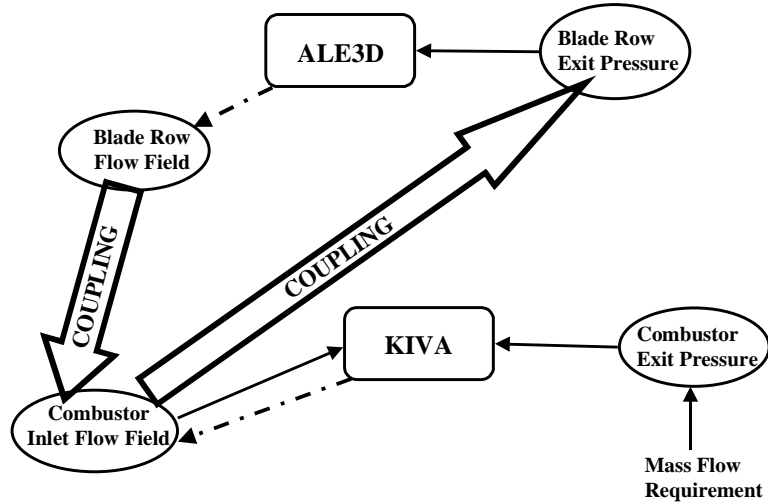 ALE3D
Blade Row
Exit Pressure
Blade Row
Flow Field
COUPLING
COUPLING
KIVA
Combustor
Exit Pressure
Combustor
Inlet Flow Field
Mass Flow
Requirement